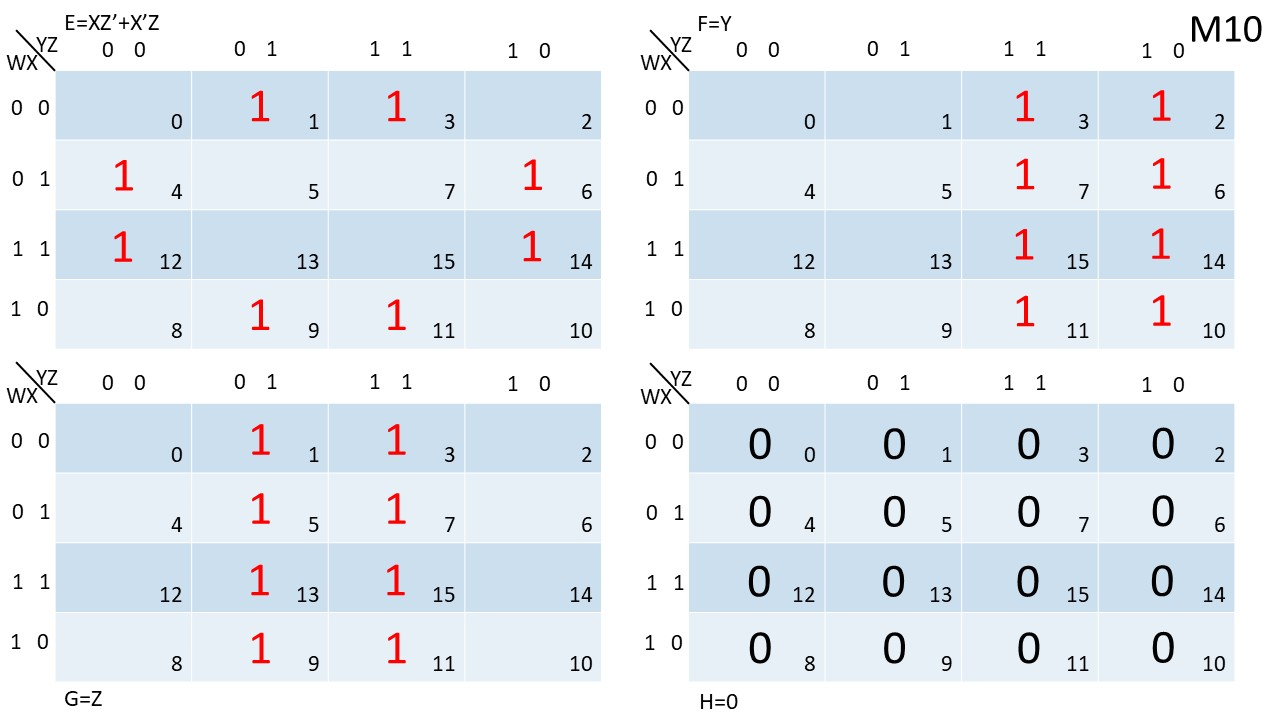 E=XZ’+X’Z
F=Y
M10
YZ 0 0 0 1 1 1 1 0
YZ 0 0 0 1 1 1 1 0
WX
WX
0 0 0 1 1 1 3 2
0 0 0 1 1 3 1 2
0 1 1 4 5 7 1 6
0 1 4 5 1 7 1 6
1 1 1 12 13 15 1 14
1 1 12 13 1 15 1 14
1 0 8 1 9 1 11 10
1 0 8 9 1 11 1 10
YZ 0 0 0 1 1 1 1 0
YZ 0 0 0 1 1 1 1 0
WX
WX
0 0 0 1 1 1 3 2
0 0 0 0 0 1 0 3 0 2
0 1 4 1 5 1 7 6
0 1 0 4 0 5 0 7 0 6
1 1 12 1 13 1 15 14
1 1 0 12 0 13 0 15 0 14
1 0 8 1 9 1 11 10
1 0 0 8 0 9 0 11 0 10
G=Z
H=0